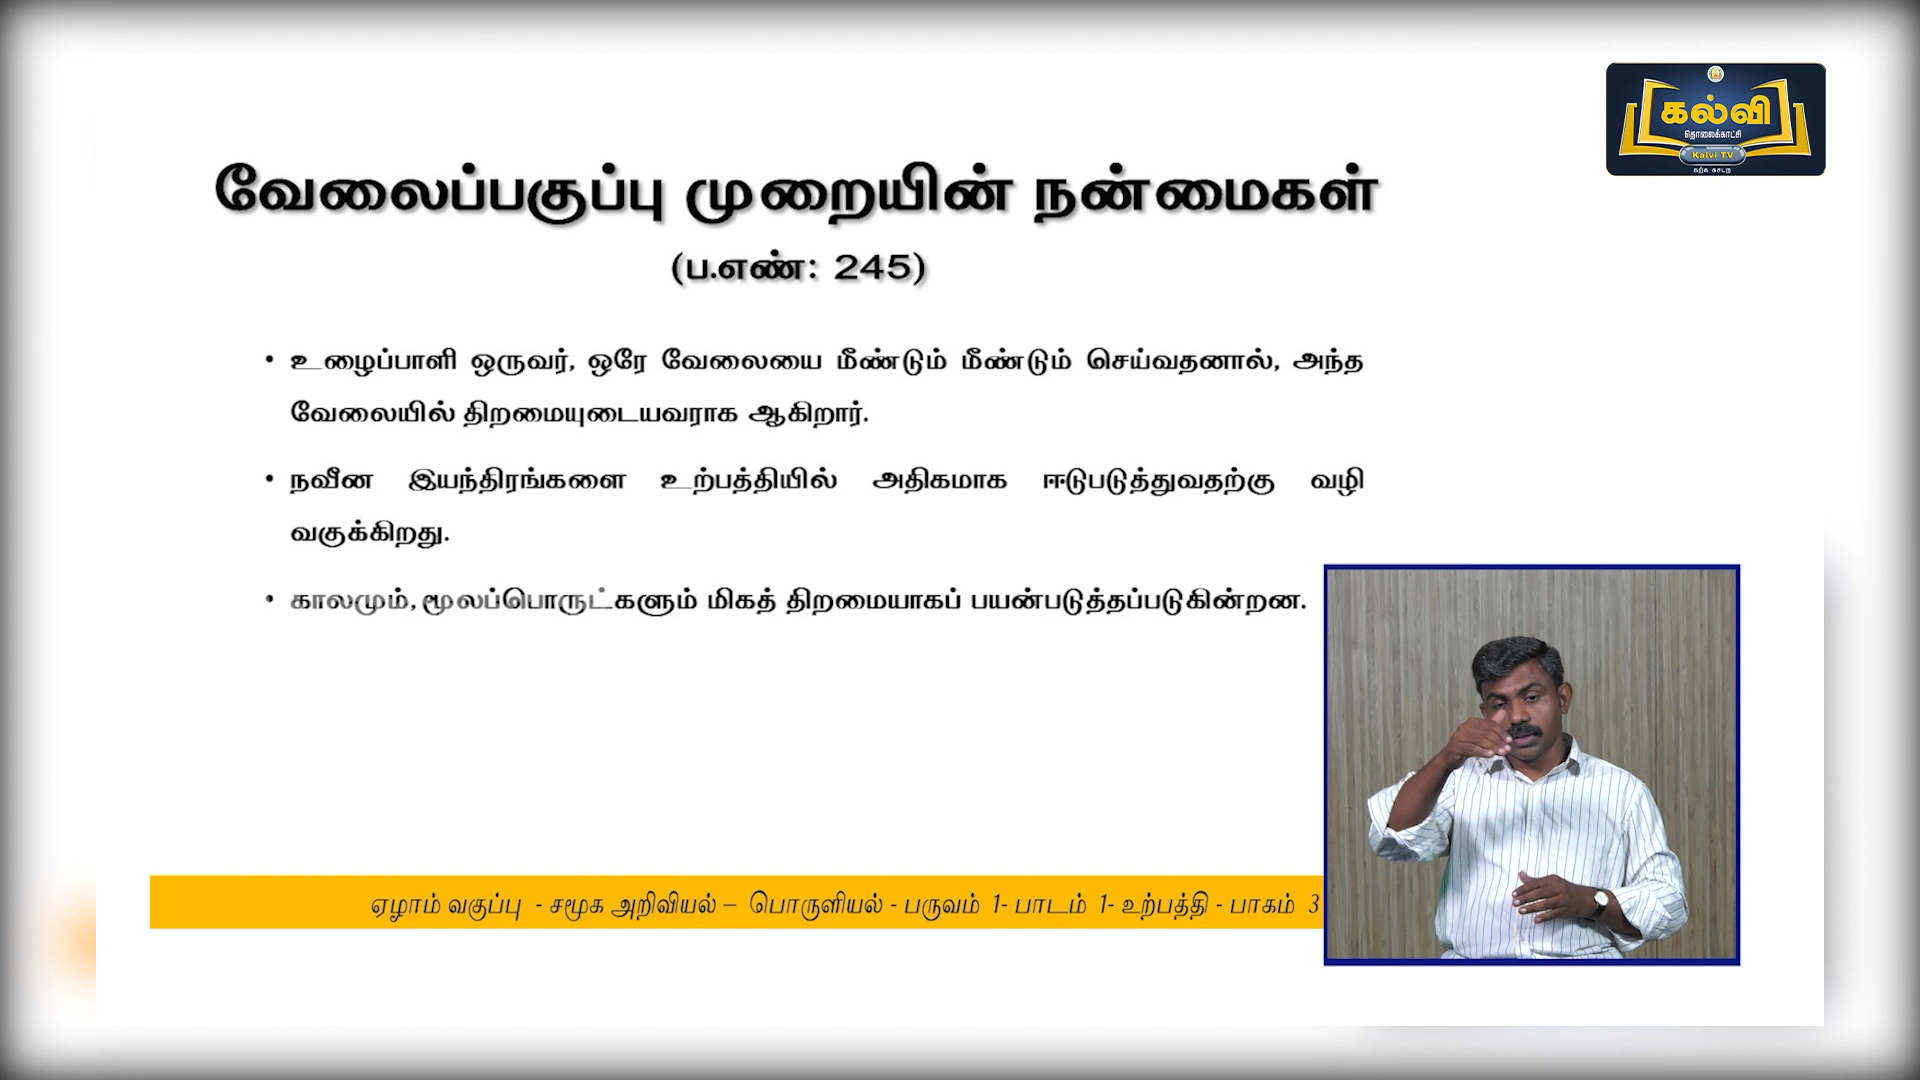 கல்வி
தொலைக்காட்சி
Kalvi TV
கற்க கசடற
வேலைப்பகுப்பு முறையின் நன்மைகள்
(ப.எண்: 245)
• உழைப்பாளி ஒருவர், ஒரே வேலையை மீண்டும் மீண்டும் செய்வதனால், அந்த
வேலையில் திறமையுடையவராக ஆகிறார்.
• நவீன இயந்திரங்களை உற்பத்தியில் அதிகமாக ஈடுபடுத்துவதற்கு வழி
வகுக்கிறது.
• காலமும், மூலப்பொருட்களும் மிகத் திறமையாகப் பயன்படுத்தப்படுகின்றன.
ஏழாம் வகுப்பு - சமூக அறிவியல் – பொருளியல் - பருவம் 1- பாடம் 1- உற்பத்தி - பாகம் 3